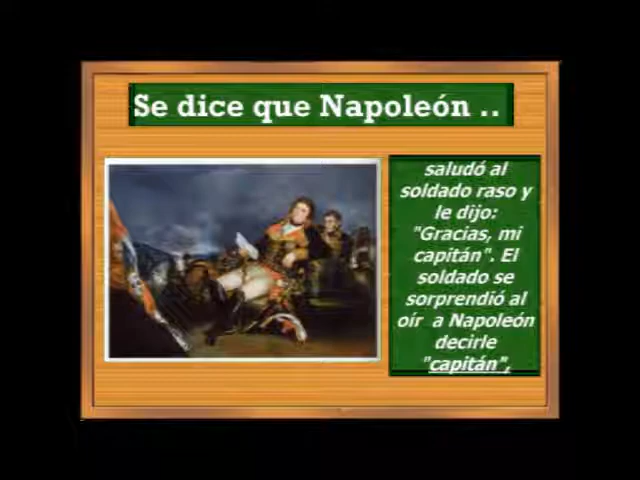 Se dice que Napoleón ..
saludó al
soldado raso y
le dijo:
"Gracias, mi
capitán". El
soldado se
sorprendió al
oír a Napoleón
decirle
"capitán",